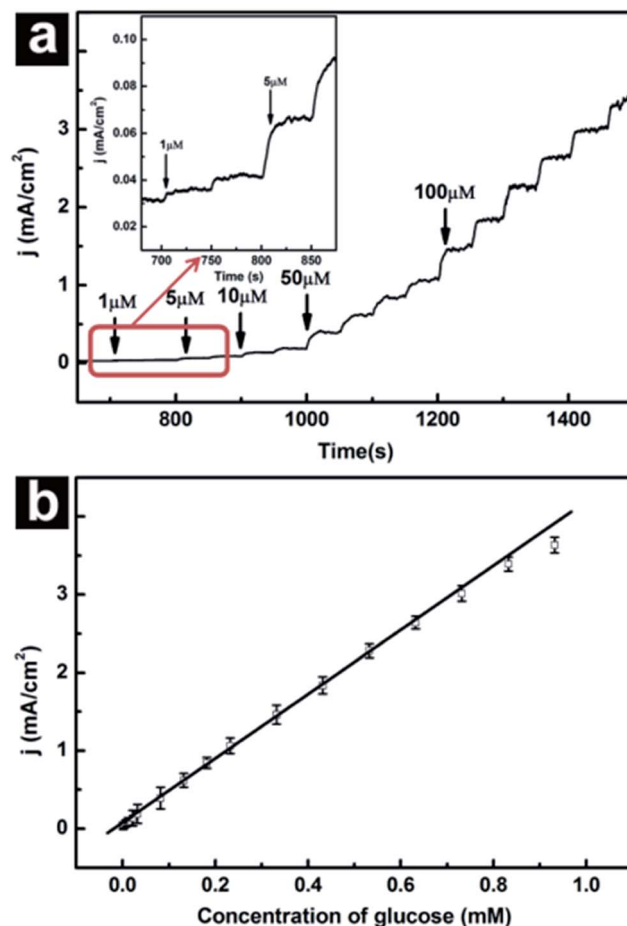 a
0.10
0.08
0.06
0.04
0.02
j (mA/cm²)
1μM
5μM
700
750
800
850
Time (s)
3
2
1
0
j (mA/cm²)
1μM
5μM
10μM
50μM
100μM
800
1000
1200
1400
Time(s)
b
3
2
1
0
j (mA/cm²)
0.0
0.2
0.4
0.6
0.8
1.0
Concentration of glucose (mM)